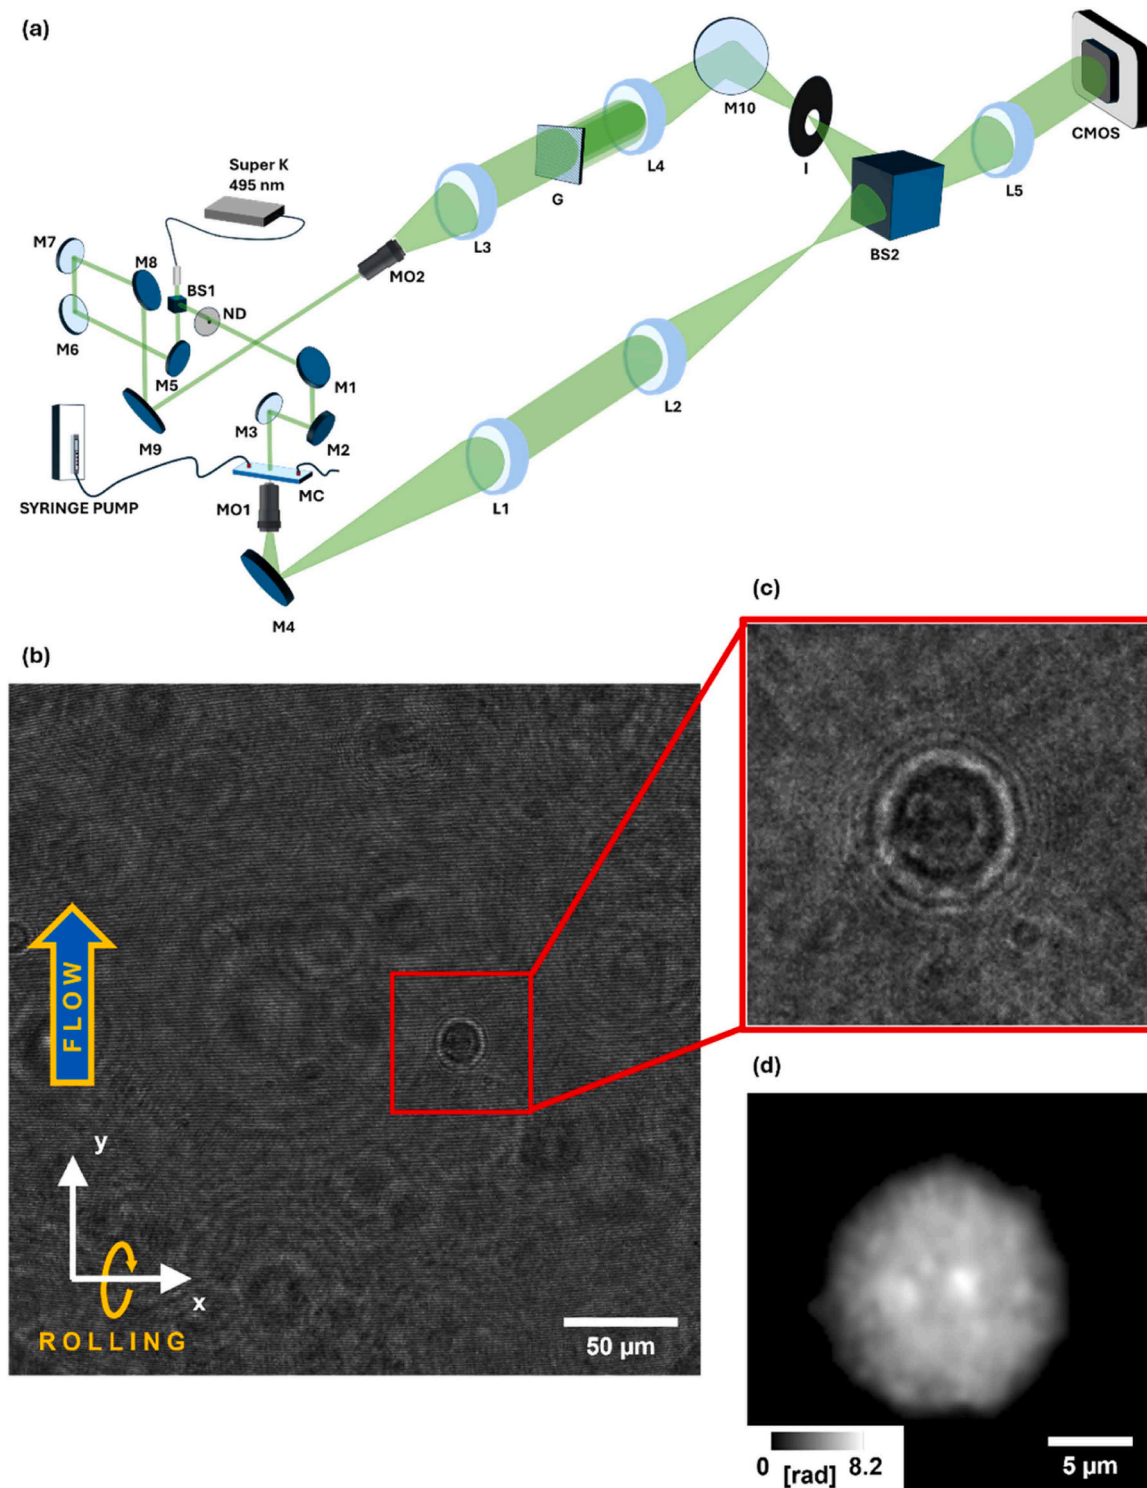 (a)
Super K
495 nm
M7
M8
BS1
ND
M6
M5
M1
M9
M3
M2
MC
SYRINGE PUMP
MO1
M4
MO2
L3
G
L4
M10
I
BS2
L5
CMOS
L1
L2
(b)
FLOW
y
x
ROLLING
50 µm
(c)
(d)
0 [rad] 8.2
5 µm